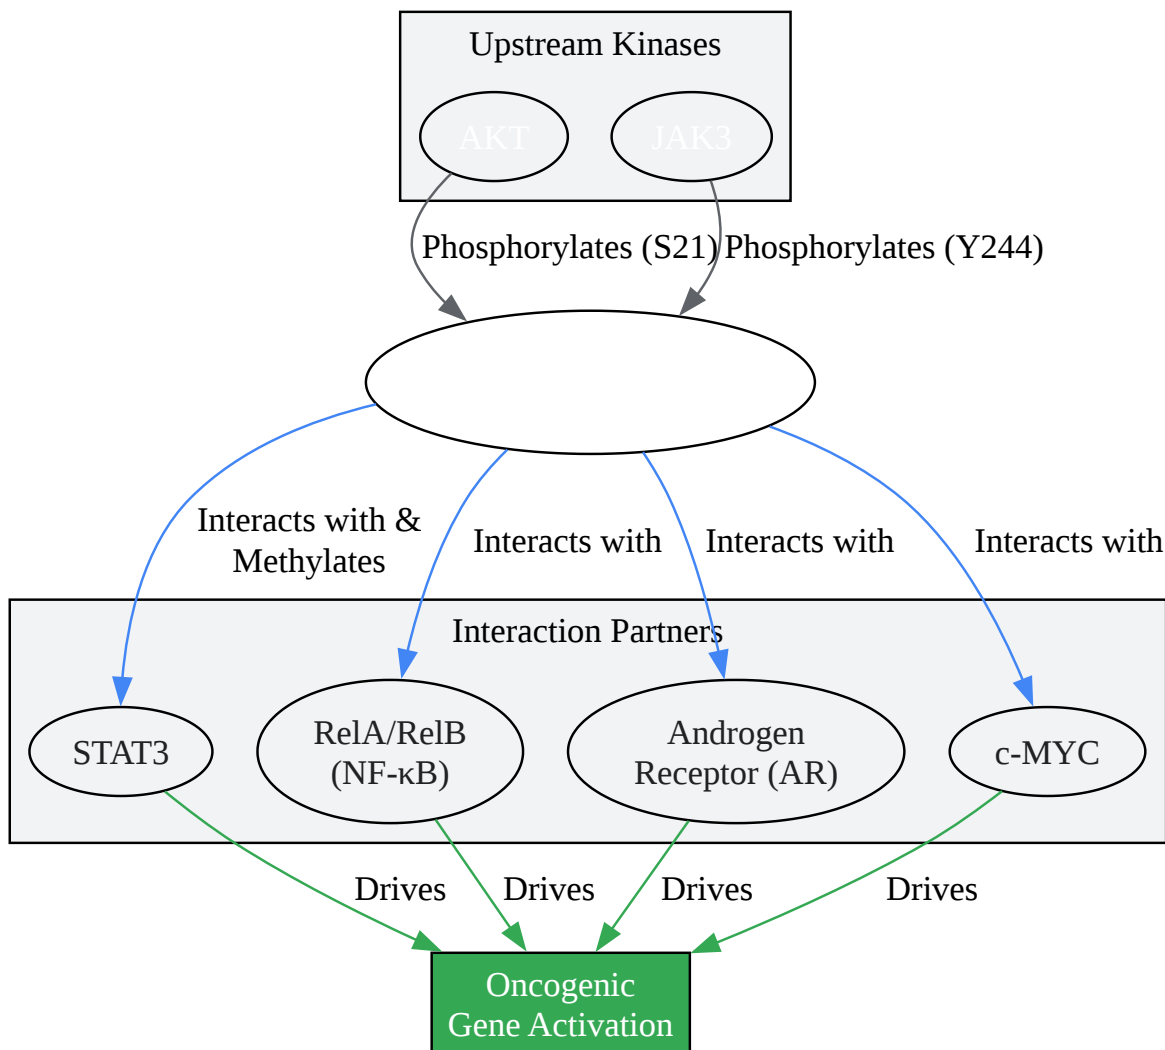 Upstream Kinases
AKT
JAK3
Phosphorylates (S21)
Phosphorylates (Y244)
Interacts with &
Methylates
Interacts with
Interacts with
Interacts with
Interaction Partners
STAT3
RelA/RelB
(NF-κB)
Androgen
Receptor (AR)
c-MYC
Drives
Drives
Drives
Drives
Oncogenic
Gene Activation